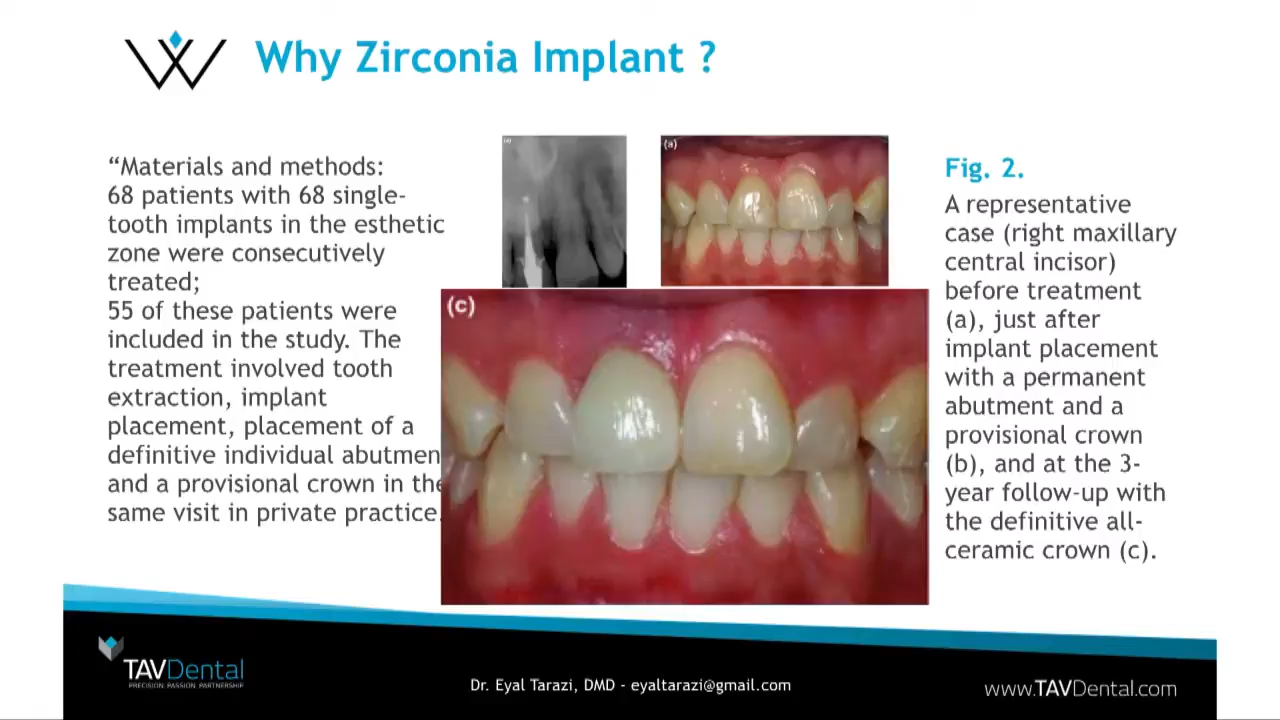 Why Zirconia Implant ?
“Materials and methods:
68 patients with 68 single-
tooth implants in the esthetic
zone were consecutively
treated;
55 of these patients were
included in the study. The
treatment involved tooth
extraction, implant
placement, placement of a
definitive individual abutmen
and a provisional crown in the
same visit in private practice.
(a)
(a)
(c)
Fig. 2.
A representative
case (right maxillary
central incisor)
before treatment
(a), just after
implant placement
with a permanent
abutment and a
provisional crown
(b), and at the 3-
year follow-up with
the definitive all-
ceramic crown (c).
TAVDental
PRECISION. PASSION. PARTNERSHIP
Dr. Eyal Tarazi, DMD - eyaltarazi@gmail.com
www.TAVDental.com